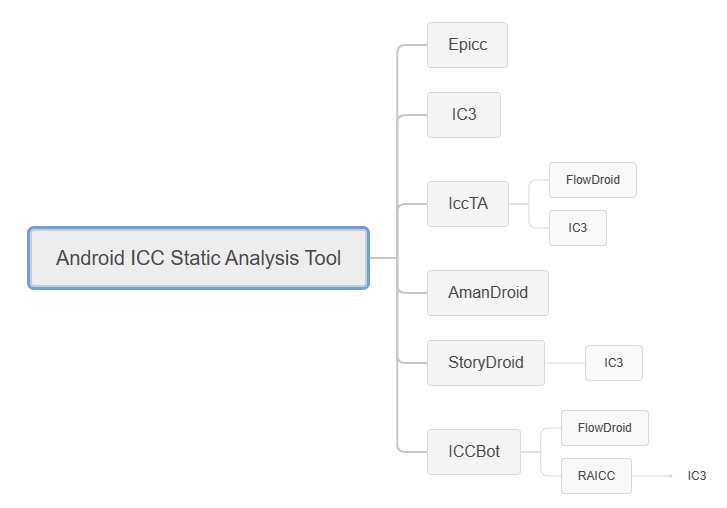 Android ICC Static Analysis Tool
Epicc
IC3
IccTA
FlowDroid
IC3
AmanDroid
StoryDroid
IC3
ICCBot
FlowDroid
RAICC
IC3